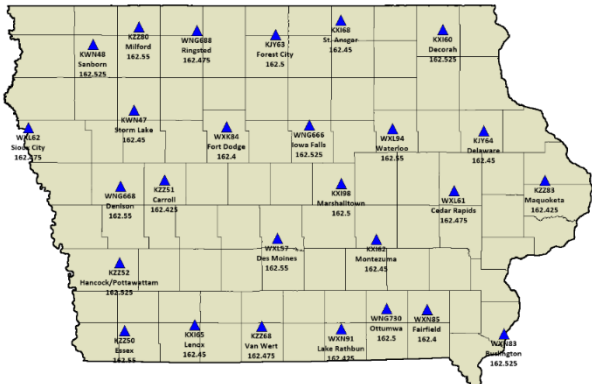 KXI68
St. Ansgar
162.45
KZZ80
Milford
162.55
WNG688
Ringsted
162.475
KJY63
Forest City
162.5
KXI60
Decorah
162.525
KWN48
Sanborn
162.525
KWN47
Storm Lake
162.45
WXL62
Sioux City
162.475
WXK84
Fort Dodge
162.4
WNG666
Iowa Falls
162.525
WXL94
Waterloo
162.55
KJY64
Delaware
162.45
WNG668
Denison
162.55
KZZ51
Carroll
162.425
KXI98
Marshalltown
162.5
WXL61
Cedar Rapids
162.475
KZZ83
Maquoketa
162.425
WXL57
Des Moines
162.55
KXI62
Montezuma
162.45
KZZ52
Hancock/Pottawattam
162.525
WNG730
Ottumwa
162.5
WXN85
Fairfield
162.4
KZZ50
Essex
162.55
KXI65
Lenox
162.45
KZZ68
Van Wert
162.475
WXN91
Lake Rathbun
162.425
WXN83
Burlington
162.525